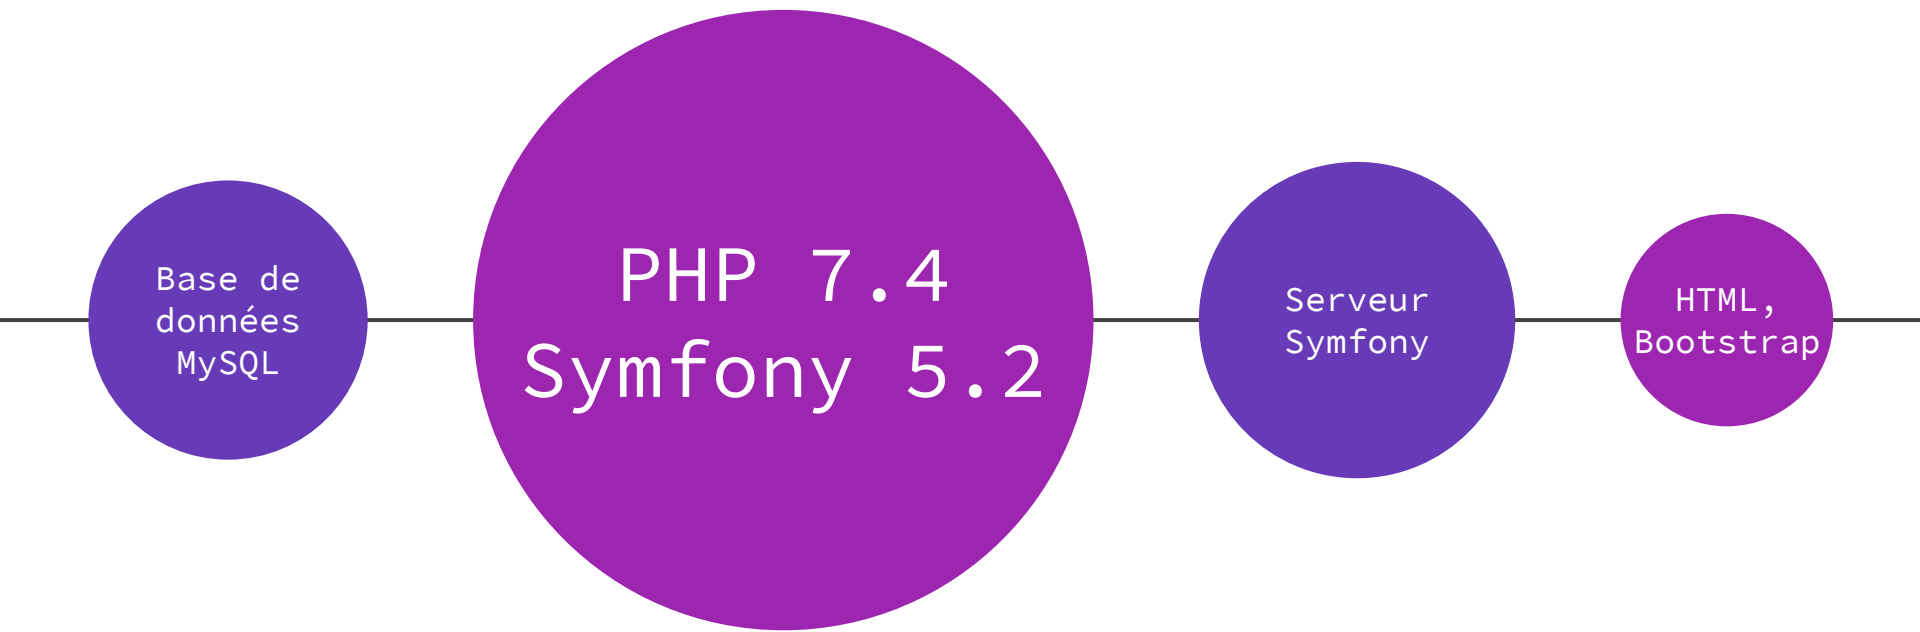 Base de
données
MySQL
PHP 7.4
Symfony 5.2
Serveur
Symfony
HTML,
Bootstrap